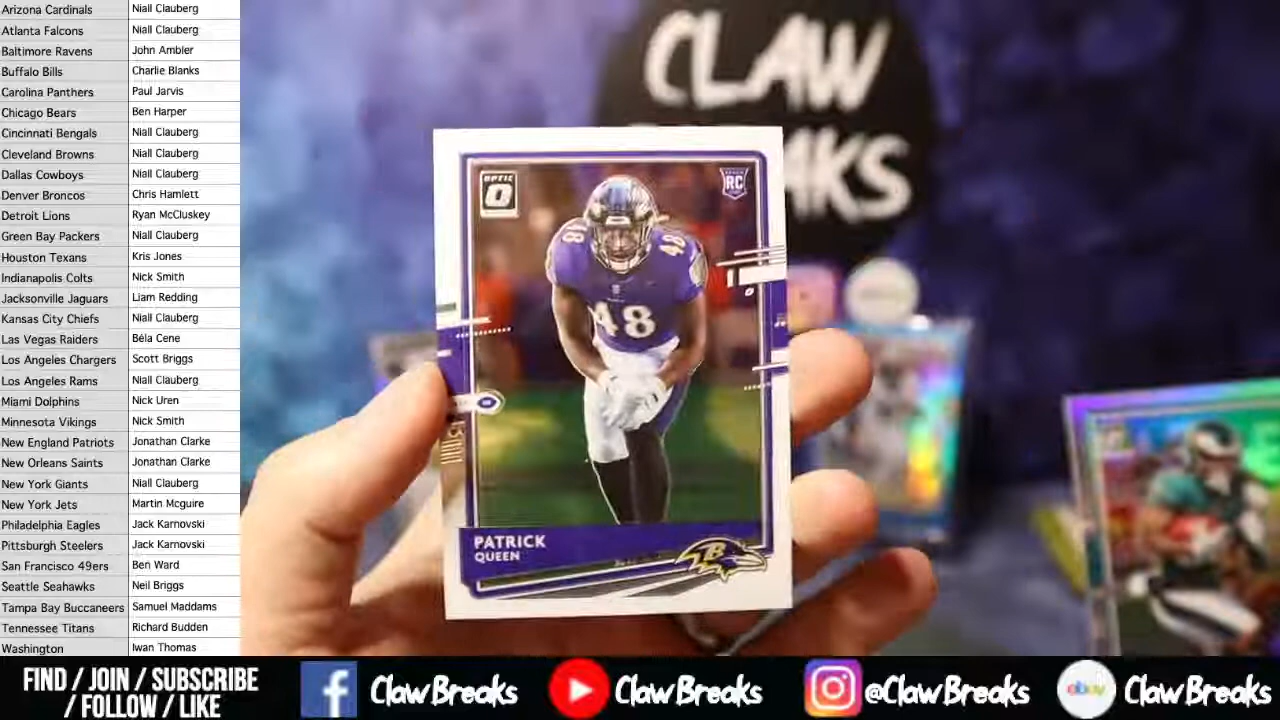 Arizona Cardinals Niall Clauberg
Atlanta Falcons Niall Clauberg
Baltimore Ravens John Ambler
Buffalo Bills Charlie Blanks
Carolina Panthers Paul Jarvis
Chicago Bears Ben Harper
Cincinnati Bengals Niall Clauberg
Cleveland Browns Niall Clauberg
Dallas Cowboys Niall Clauberg
Denver Broncos Chris Hamlett
Detroit Lions Ryan McCluskey
Green Bay Packers Niall Clauberg
Houston Texans Kris Jones
Indianapolis Colts Nick Smith
Jacksonville Jaguars Liam Redding
Kansas City Chiefs Niall Clauberg
Las Vegas Raiders Béla Cene
Los Angeles Chargers Scott Briggs
Los Angeles Rams Niall Clauberg
Miami Dolphins Nick Uren
Minnesota Vikings Nick Smith
New England Patriots Jonathan Clarke
New Orleans Saints Jonathan Clarke
New York Giants Niall Clauberg
New York Jets Martin Mcguire
Philadelphia Eagles Jack Karnovski
Pittsburgh Steelers Jack Karnovski
San Francisco 49ers Ben Ward
Seattle Seahawks Neil Briggs
Tampa Bay Buccaneers Samuel Maddams
Tennessee Titans Richard Budden
Washington Iwan Thomas
CLAW
AKS
OPTIC
O
RC
48
48
48
PATRICK
QUEEN
B
FIND / JOIN / SUBSCRIBE
/ FOLLOW / LIKE
f ClawBreaks
ClawBreaks
@ClawBreaks
ebay ClawBreaks